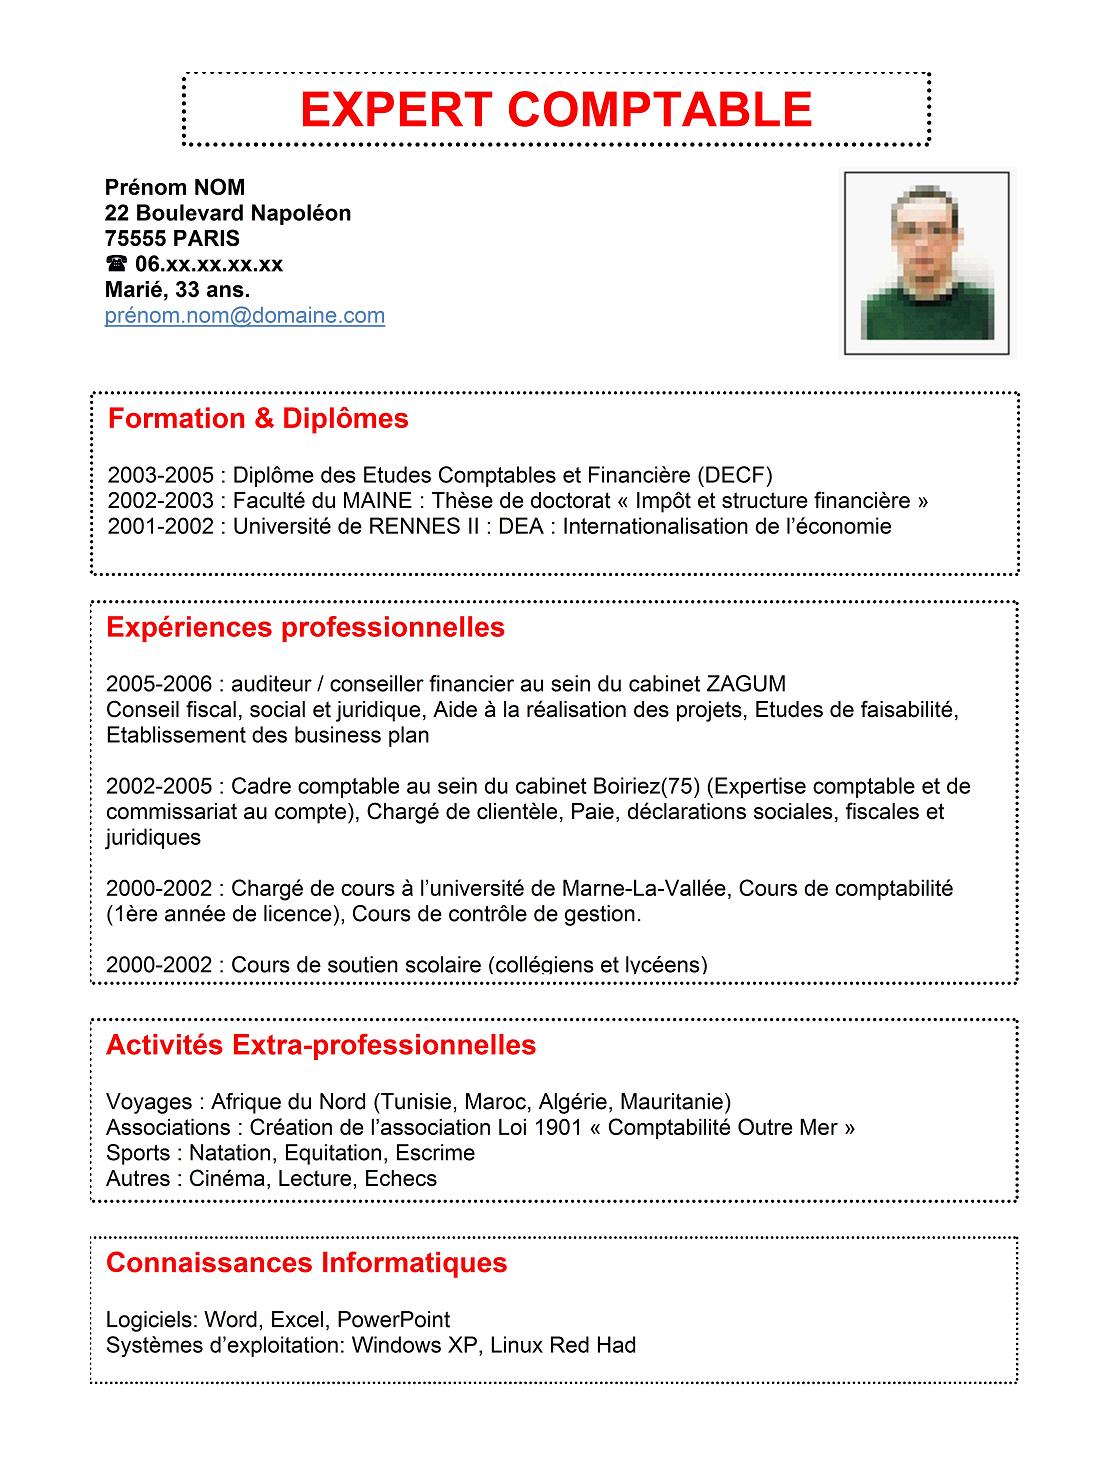 EXPERT COMPTABLE
Prénom NOM
22 Boulevard Napoléon
75555 PARIS
☎ 06.xx.xx.xx.xx
Marié, 33 ans.
prénom.nom@domaine.com
Formation & Diplômes
2003-2005 : Diplôme des Etudes Comptables et Financière (DECF)
2002-2003 : Faculté du MAINE : Thèse de doctorat « Impôt et structure financière »
2001-2002 : Université de RENNES II : DEA : Internationalisation de l’économie
Expériences professionnelles
2005-2006 : auditeur / conseiller financier au sein du cabinet ZAGUM
Conseil fiscal, social et juridique, Aide à la réalisation des projets, Etudes de faisabilité,
Etablissement des business plan
2002-2005 : Cadre comptable au sein du cabinet Boiriez(75) (Expertise comptable et de
commissariat au compte), Chargé de clientèle, Paie, déclarations sociales, fiscales et
juridiques
2000-2002 : Chargé de cours à l’université de Marne-La-Vallée, Cours de comptabilité
(1ère année de licence), Cours de contrôle de gestion.
2000-2002 : Cours de soutien scolaire (collégiens et lycéens)
Activités Extra-professionnelles
Voyages : Afrique du Nord (Tunisie, Maroc, Algérie, Mauritanie)
Associations : Création de l’association Loi 1901 « Comptabilité Outre Mer »
Sports : Natation, Equitation, Escrime
Autres : Cinéma, Lecture, Echecs
Connaissances Informatiques
Logiciels: Word, Excel, PowerPoint
Systèmes d’exploitation: Windows XP, Linux Red Had